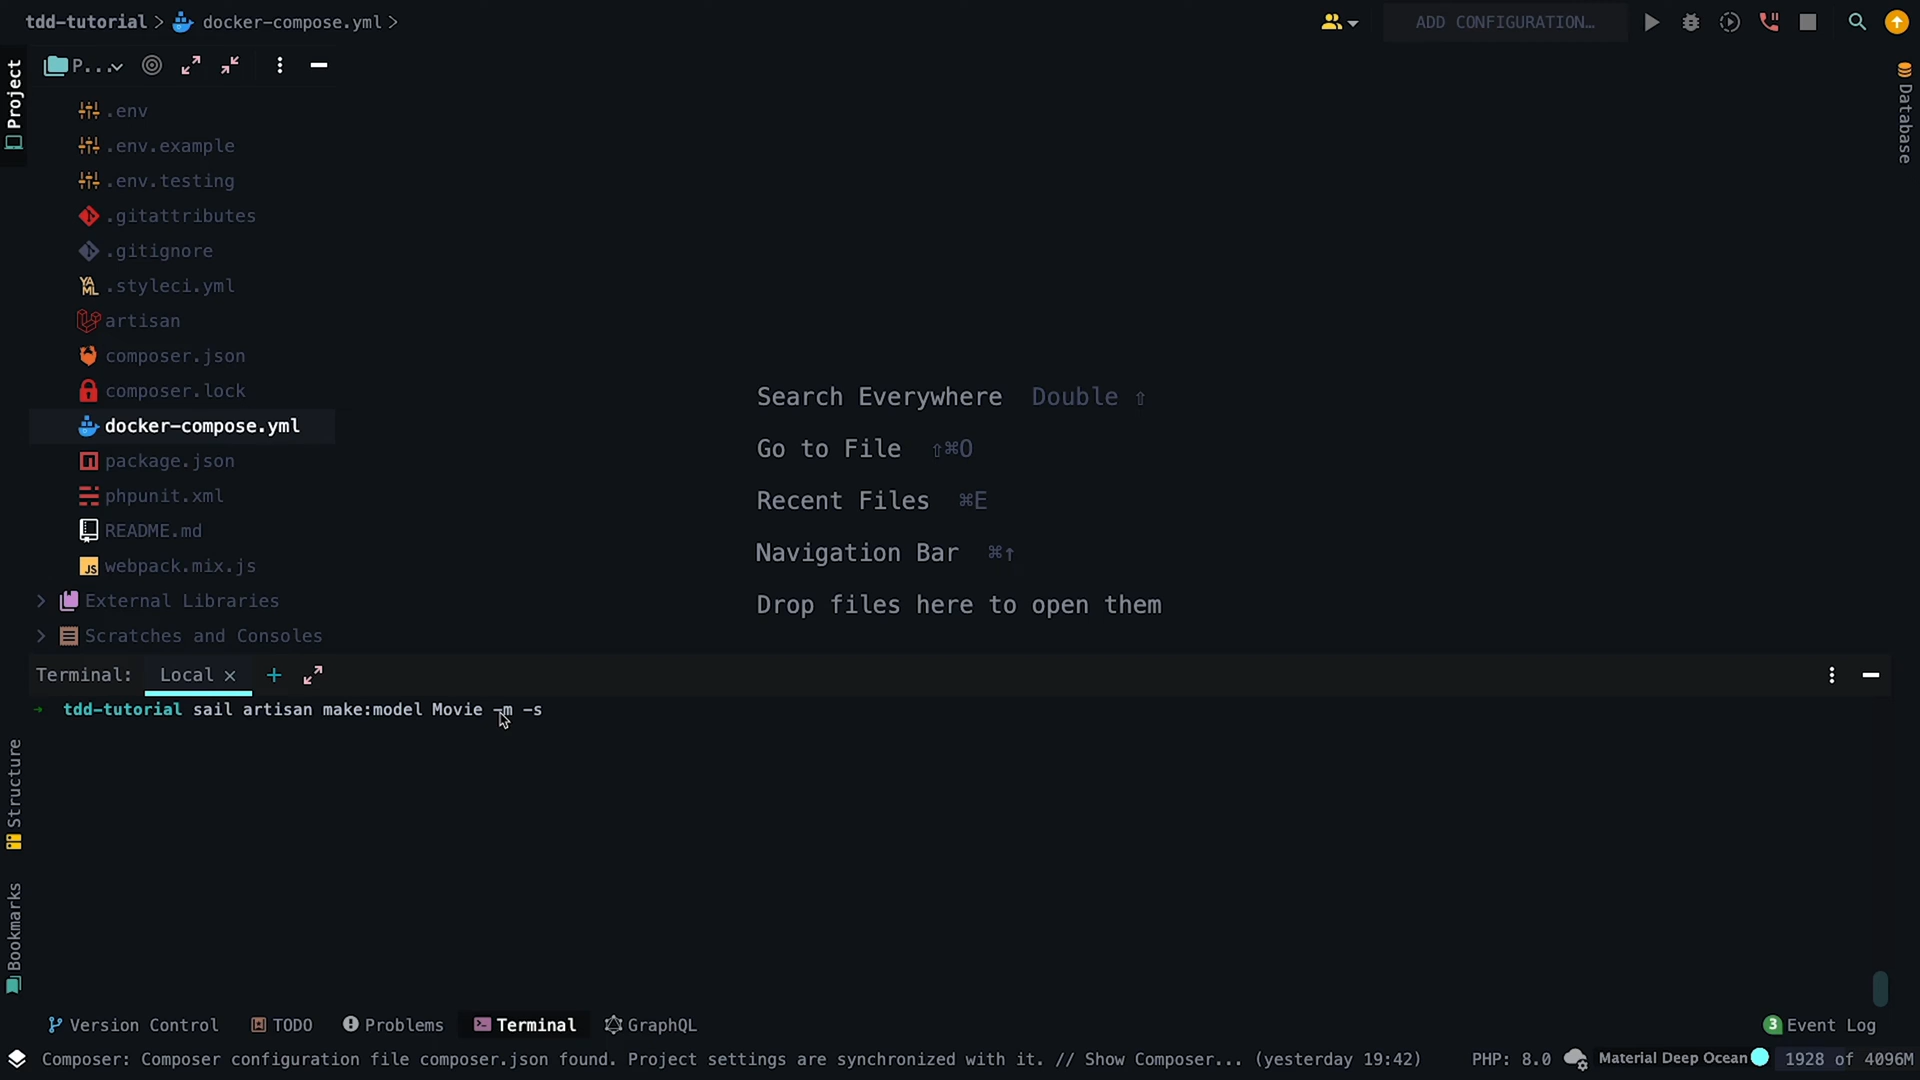 tdd-tutorial > docker-compose.yml >
ADD CONFIGURATION...
Project
P...
Database
.env
.env.example
.env.testing
.gitattributes
.gitignore
.styleci.yml
artisan
composer.json
composer.lock
docker-compose.yml
package.json
phpunit.xml
README.md
webpack.mix.js
External Libraries
Scratches and Consoles
Search Everywhere Double ⇧
Go to File ⇧⌘O
Recent Files ⌘E
Navigation Bar ⌘↑
Drop files here to open them
Terminal: Local × +
→ tdd-tutorial sail artisan make:model Movie -m -s
Structure
Bookmarks
Version Control TODO Problems Terminal GraphQL 3 Event Log
Composer: Composer configuration file composer.json found. Project settings are synchronized with it. // Show Composer... (yesterday 19:42) PHP: 8.0 Material Deep Ocean 1928 of 4096M